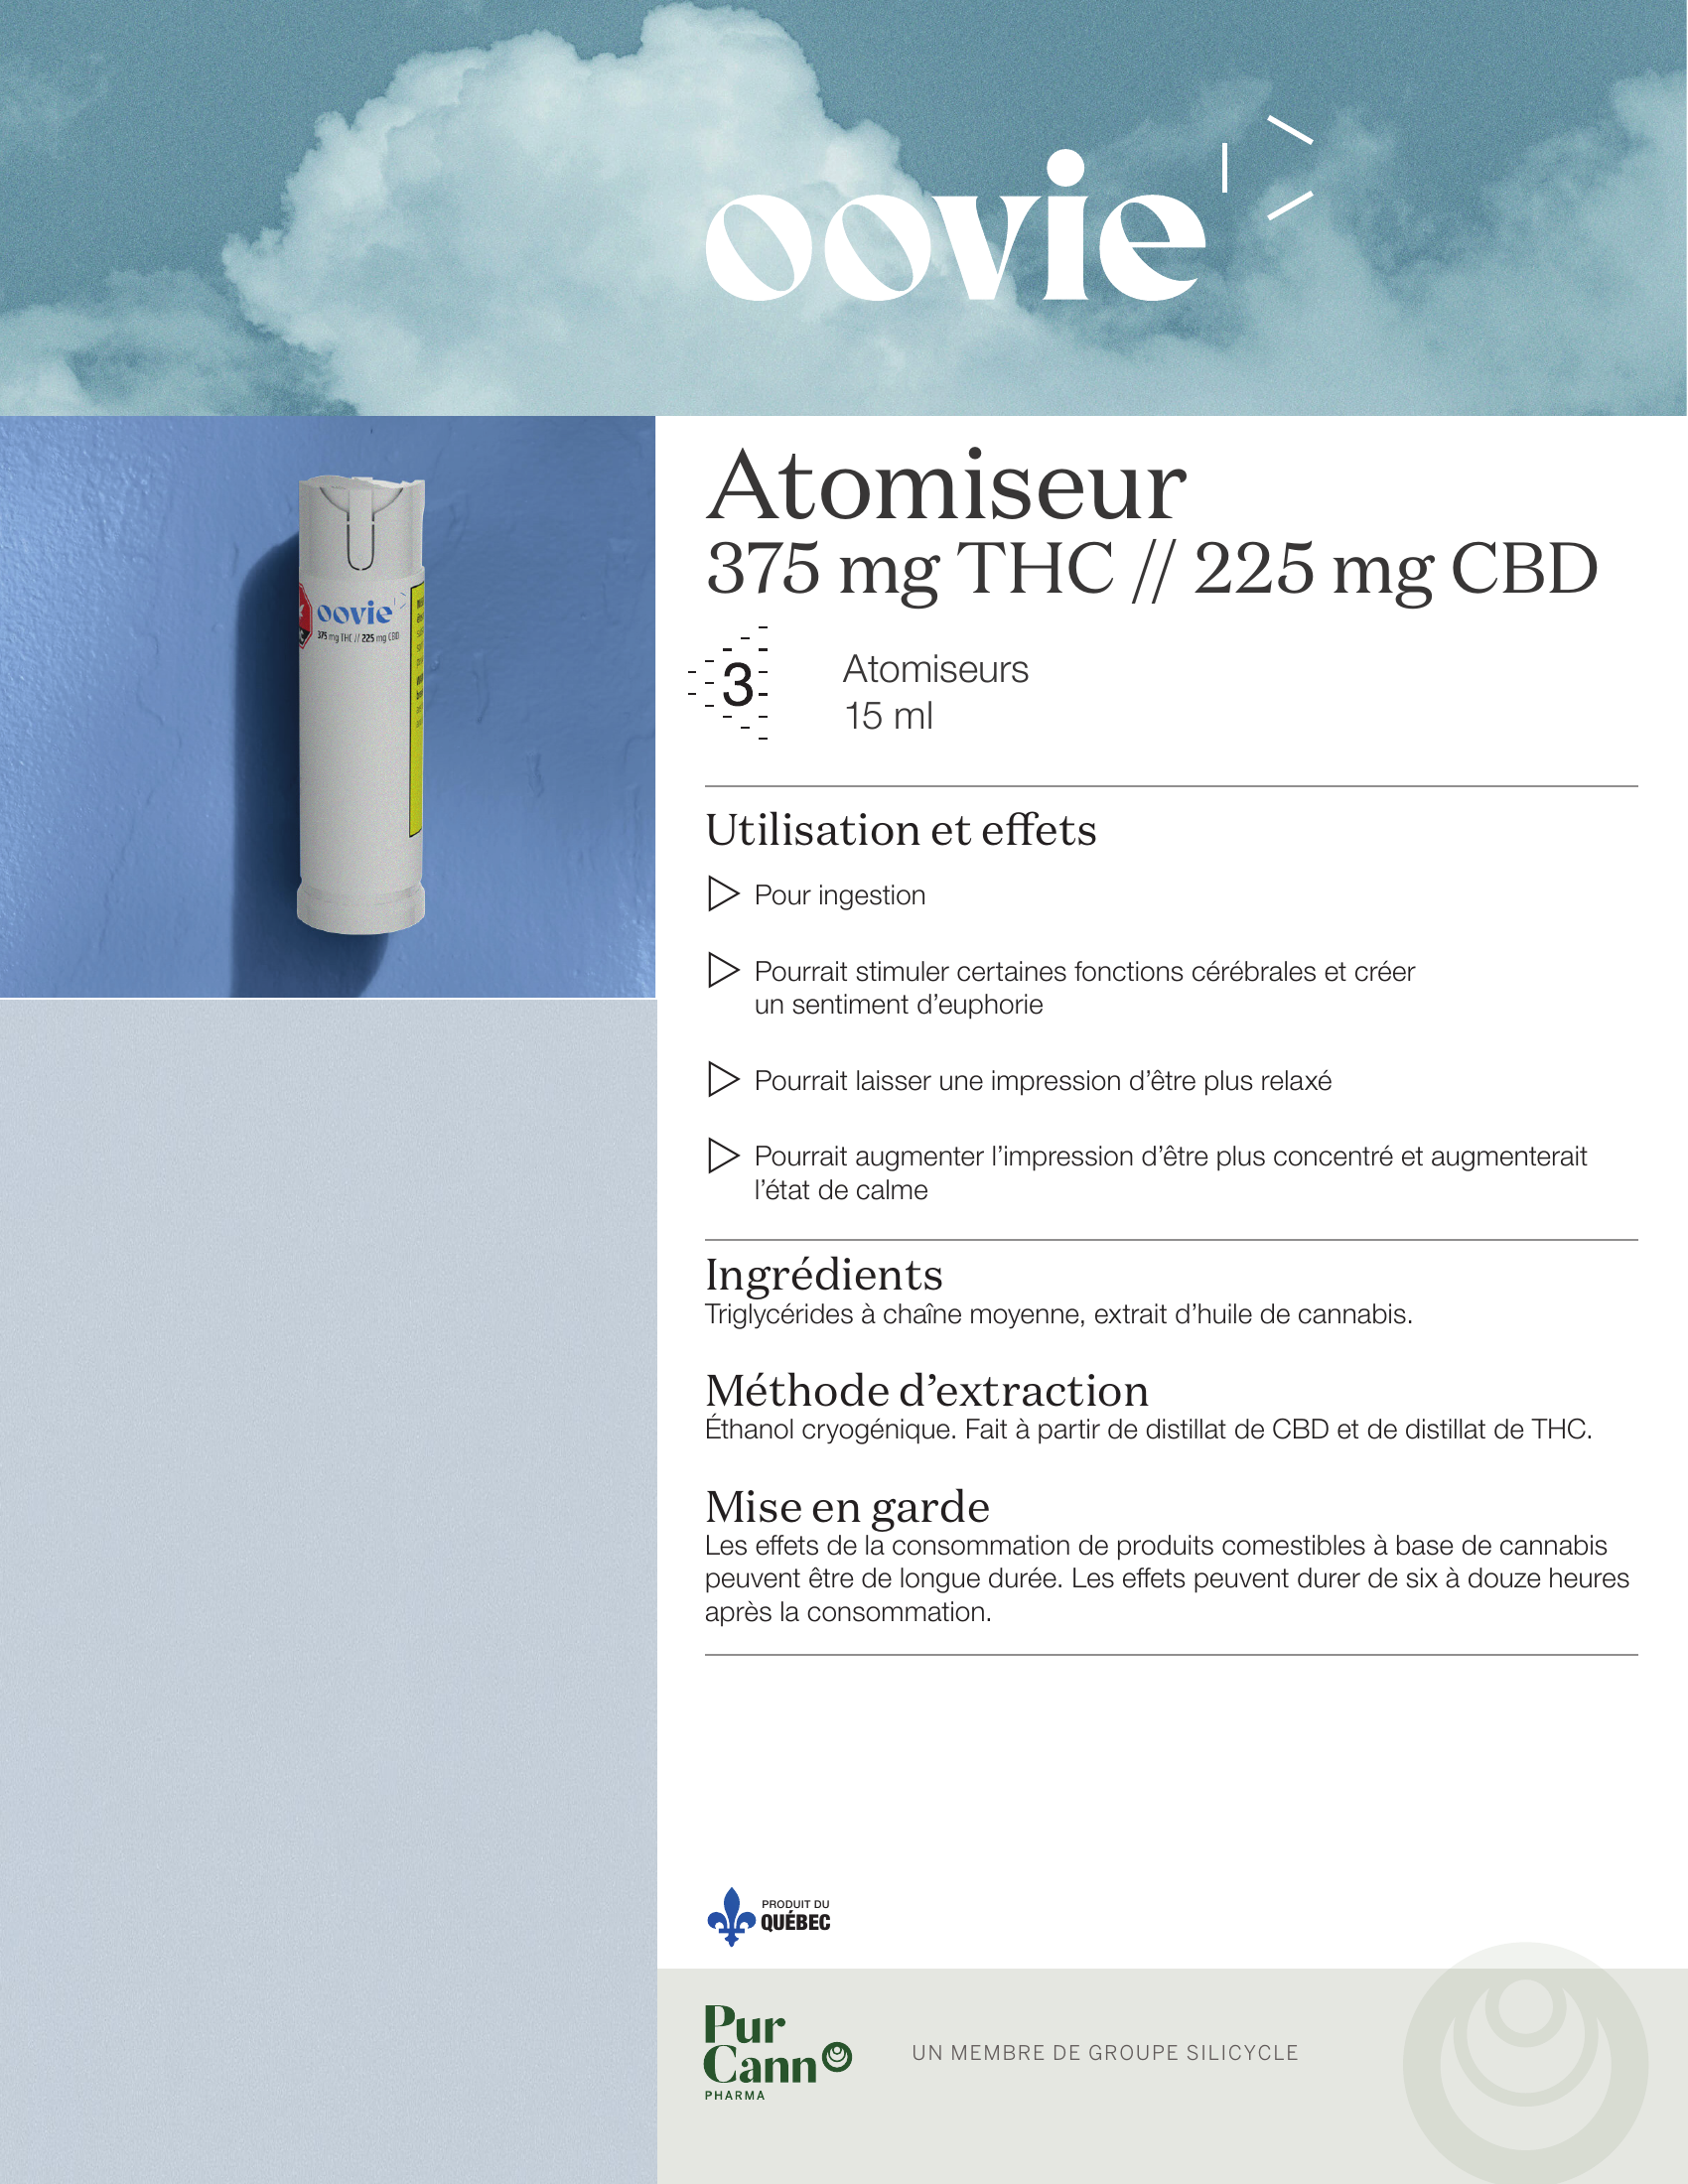 oovie
Atomiseur
375 mg THC // 225 mg CBD
oovie
375 mg THC // 225 mg CBD
3
Atomiseurs
15 ml
Utilisation et effets
Pour ingestion
Pourrait stimuler certaines fonctions cérébrales et créer
un sentiment d’euphorie
Pourrait laisser une impression d’être plus relaxé
Pourrait augmenter l’impression d’être plus concentré et augmenterait
l’état de calme
Ingrédients
Triglycérides à chaîne moyenne, extrait d’huile de cannabis.
Méthode d’extraction
Éthanol cryogénique. Fait à partir de distillat de CBD et de distillat de THC.
Mise en garde
Les effets de la consommation de produits comestibles à base de cannabis
peuvent être de longue durée. Les effets peuvent durer de six à douze heures
après la consommation.
PRODUIT DU
QUÉBEC
Pur
Cann
PHARMA
UN MEMBRE DE GROUPE SILICYCLE